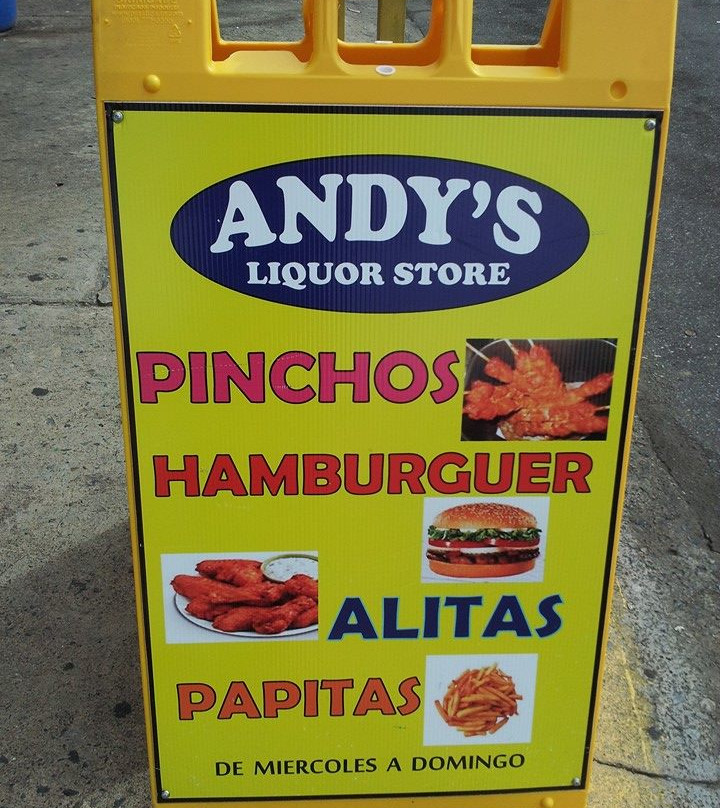 ANDY'S
LIQUOR STORE
PINCHOS
HAMBURGUER
ALITAS
PAPITAS
DE MIERCOLES A DOMINGO